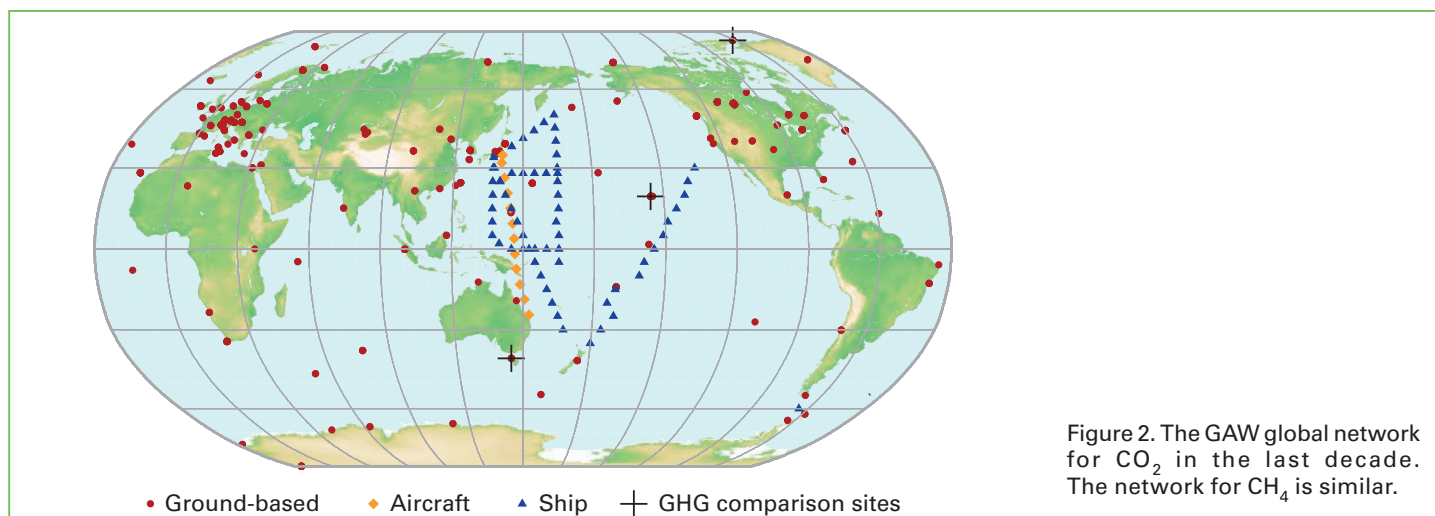 Ground-based Aircraft Ship GHG comparison sites
Figure 2. The GAW global network
for CO₂ in the last decade.
The network for CH₄ is similar.